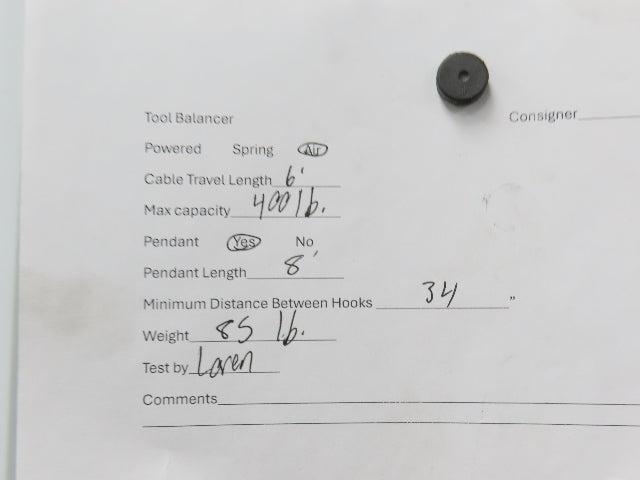 Tool Balancer
Consigner
Powered Spring Air
Cable Travel Length 6'
Max capacity 400 lb.
Pendant Yes No
Pendant Length 8'
Minimum Distance Between Hooks 34 "
Weight 85 lb.
Test by Loren
Comments